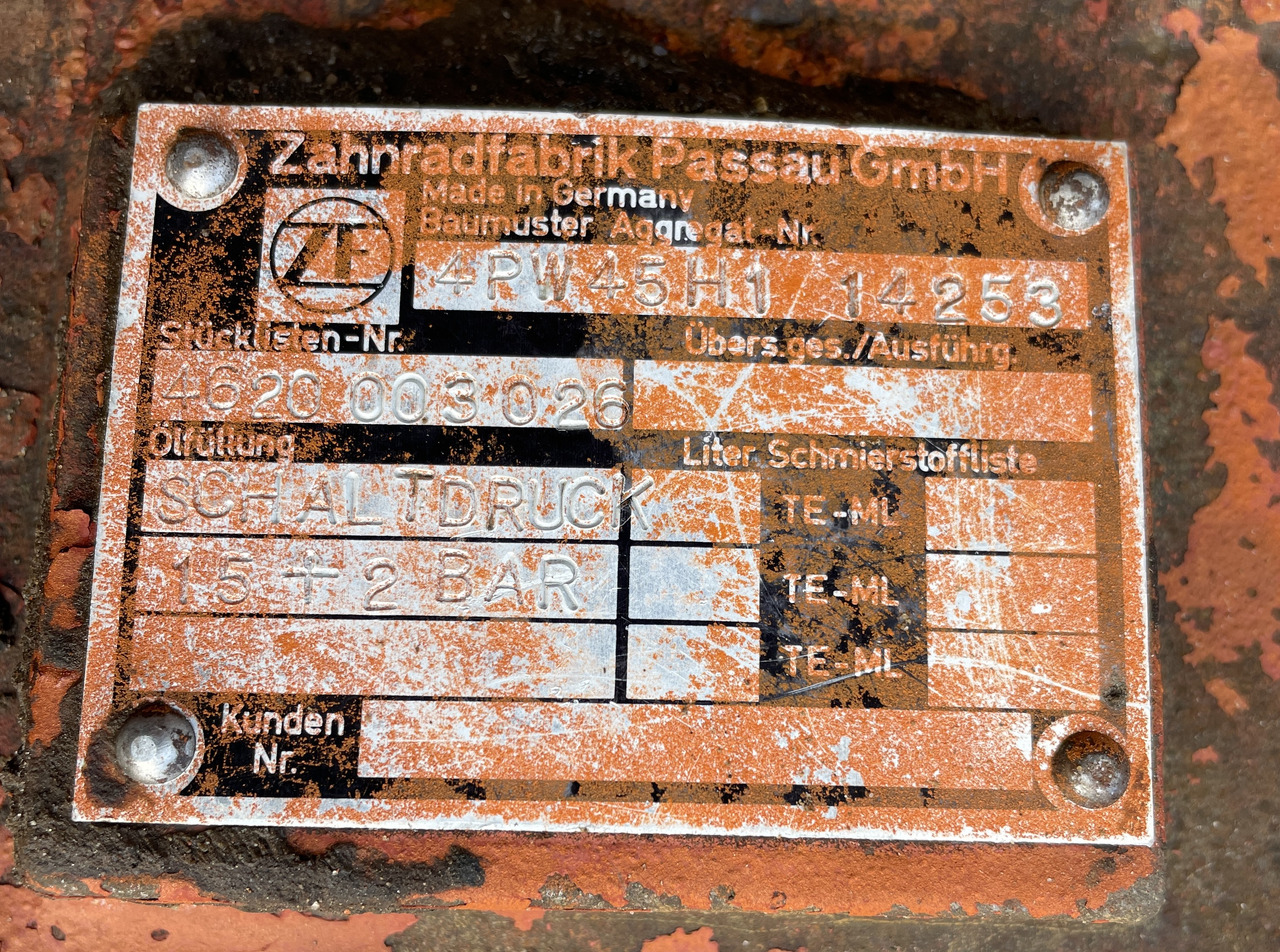 Zahnradfabrik Passau GmbH
Made in Germany
Baumuster Aggregat-Nr.
ZF
4PW45H1/14253
Stücklisten-Nr. Übers.ges./Ausführg.
4620 003 026
Ölfüllung Liter Schmierstoffliste
SCHALTDRUCK TE-ML
15 + 2 BAR TE-ML
TE-ML
Kunden
Nr.